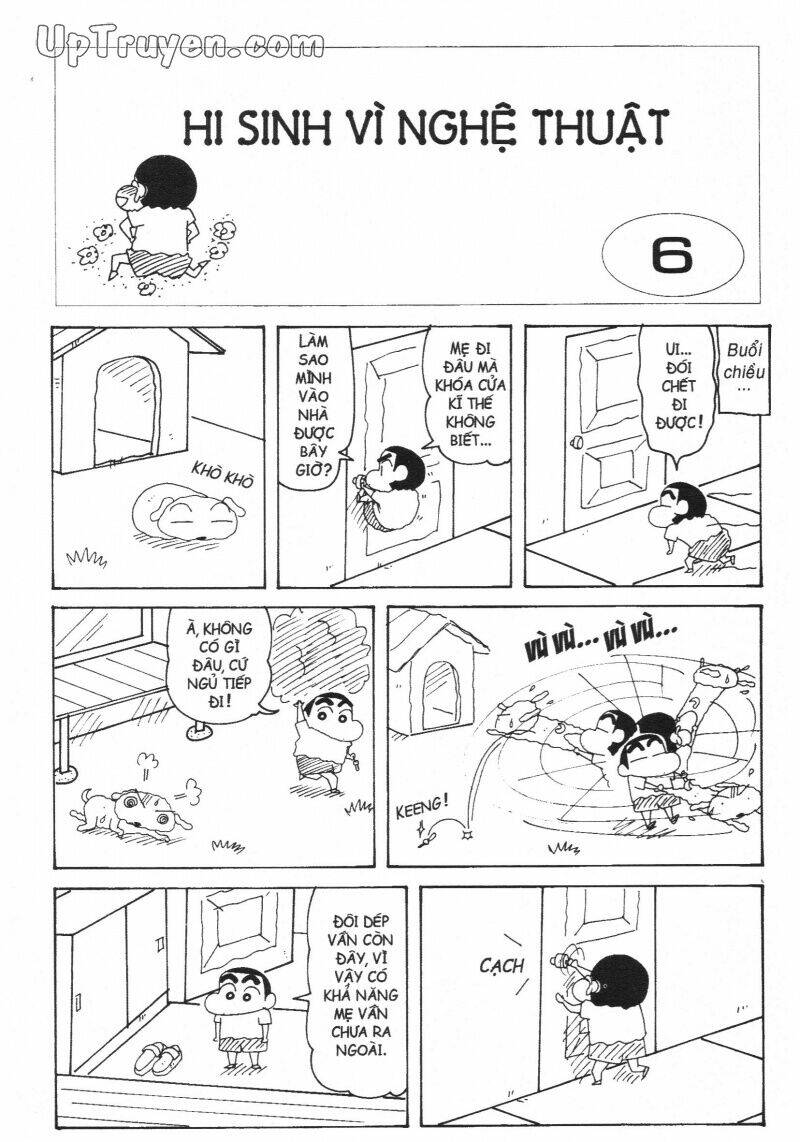 UpTruyen.com
HI SINH VÌ NGHỆ THUẬT
6
Buổi
chiều
...
UI...
ĐÓI
CHẾT
ĐI
ĐƯỢC!
MẸ ĐI
ĐÂU MÀ
KHÓA CỬA
KĨ THẾ
KHÔNG
BIẾT...
LÀM
SAO
MÌNH
VÀO
NHÀ
ĐƯỢC
BÂY
GIỜ?
KHÒ KHÒ
VÙ VÙ... VÙ VÙ...
KEENG!
À, KHÔNG
CÓ GÌ
ĐÂU, CỨ
NGỦ TIẾP
ĐI!
CẠCH
ĐÔI DÉP
VẪN CÒN
ĐÂY, VÌ
VẬY CÓ
KHẢ NĂNG
MẸ VẪN
CHƯA RA
NGOÀI.